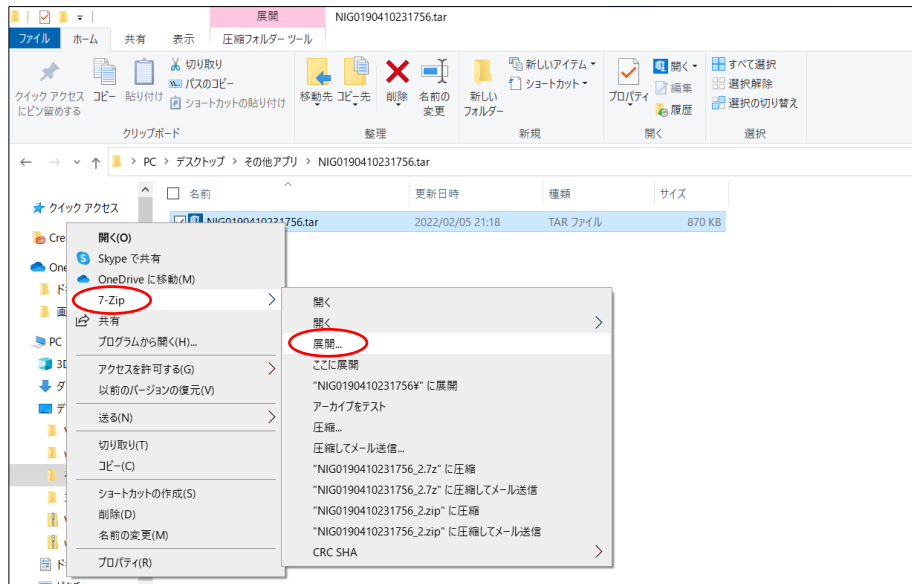 展開 NIG0190410231756.tar
ファイル ホーム 共有 表示 圧縮フォルダー ツール
クイック アクセス
にピン留めする
コピー
貼り付け
切り取り
パスのコピー
ショートカットの貼り付け
クリップボード
移動先 コピー先 削除 名前の
変更
整理
新しい
フォルダー
新しいアイテム
ショートカット
新規
プロパティ
開く
編集
履歴
開く
すべて選択
選択解除
選択の切り替え
選択
PC > デスクトップ > その他アプリ > NIG0190410231756.tar
名前 更新日時 種類 サイズ
NIG0190410231756.tar 2022/02/05 21:18 TAR ファイル 870 KB
クイック アクセス
Cre
One
ド
画
PC
3D
ダ
デ
開く(O)
Skype で共有
OneDrive に移動(M)
7-Zip
共有
プログラムから開く(H)...
アクセスを許可する(G)
以前のバージョンの復元(V)
送る(N)
切り取り(T)
コピー(C)
ショートカットの作成(S)
削除(D)
名前の変更(M)
プロパティ(R)
開く
開く
展開...
ここに展開
"NIG0190410231756¥" に展開
アーカイブをテスト
圧縮...
圧縮してメール送信...
"NIG0190410231756_2.7z" に圧縮
"NIG0190410231756_2.7z" に圧縮してメール送信
"NIG0190410231756_2.zip" に圧縮
"NIG0190410231756_2.zip" に圧縮してメール送信
CRC SHA